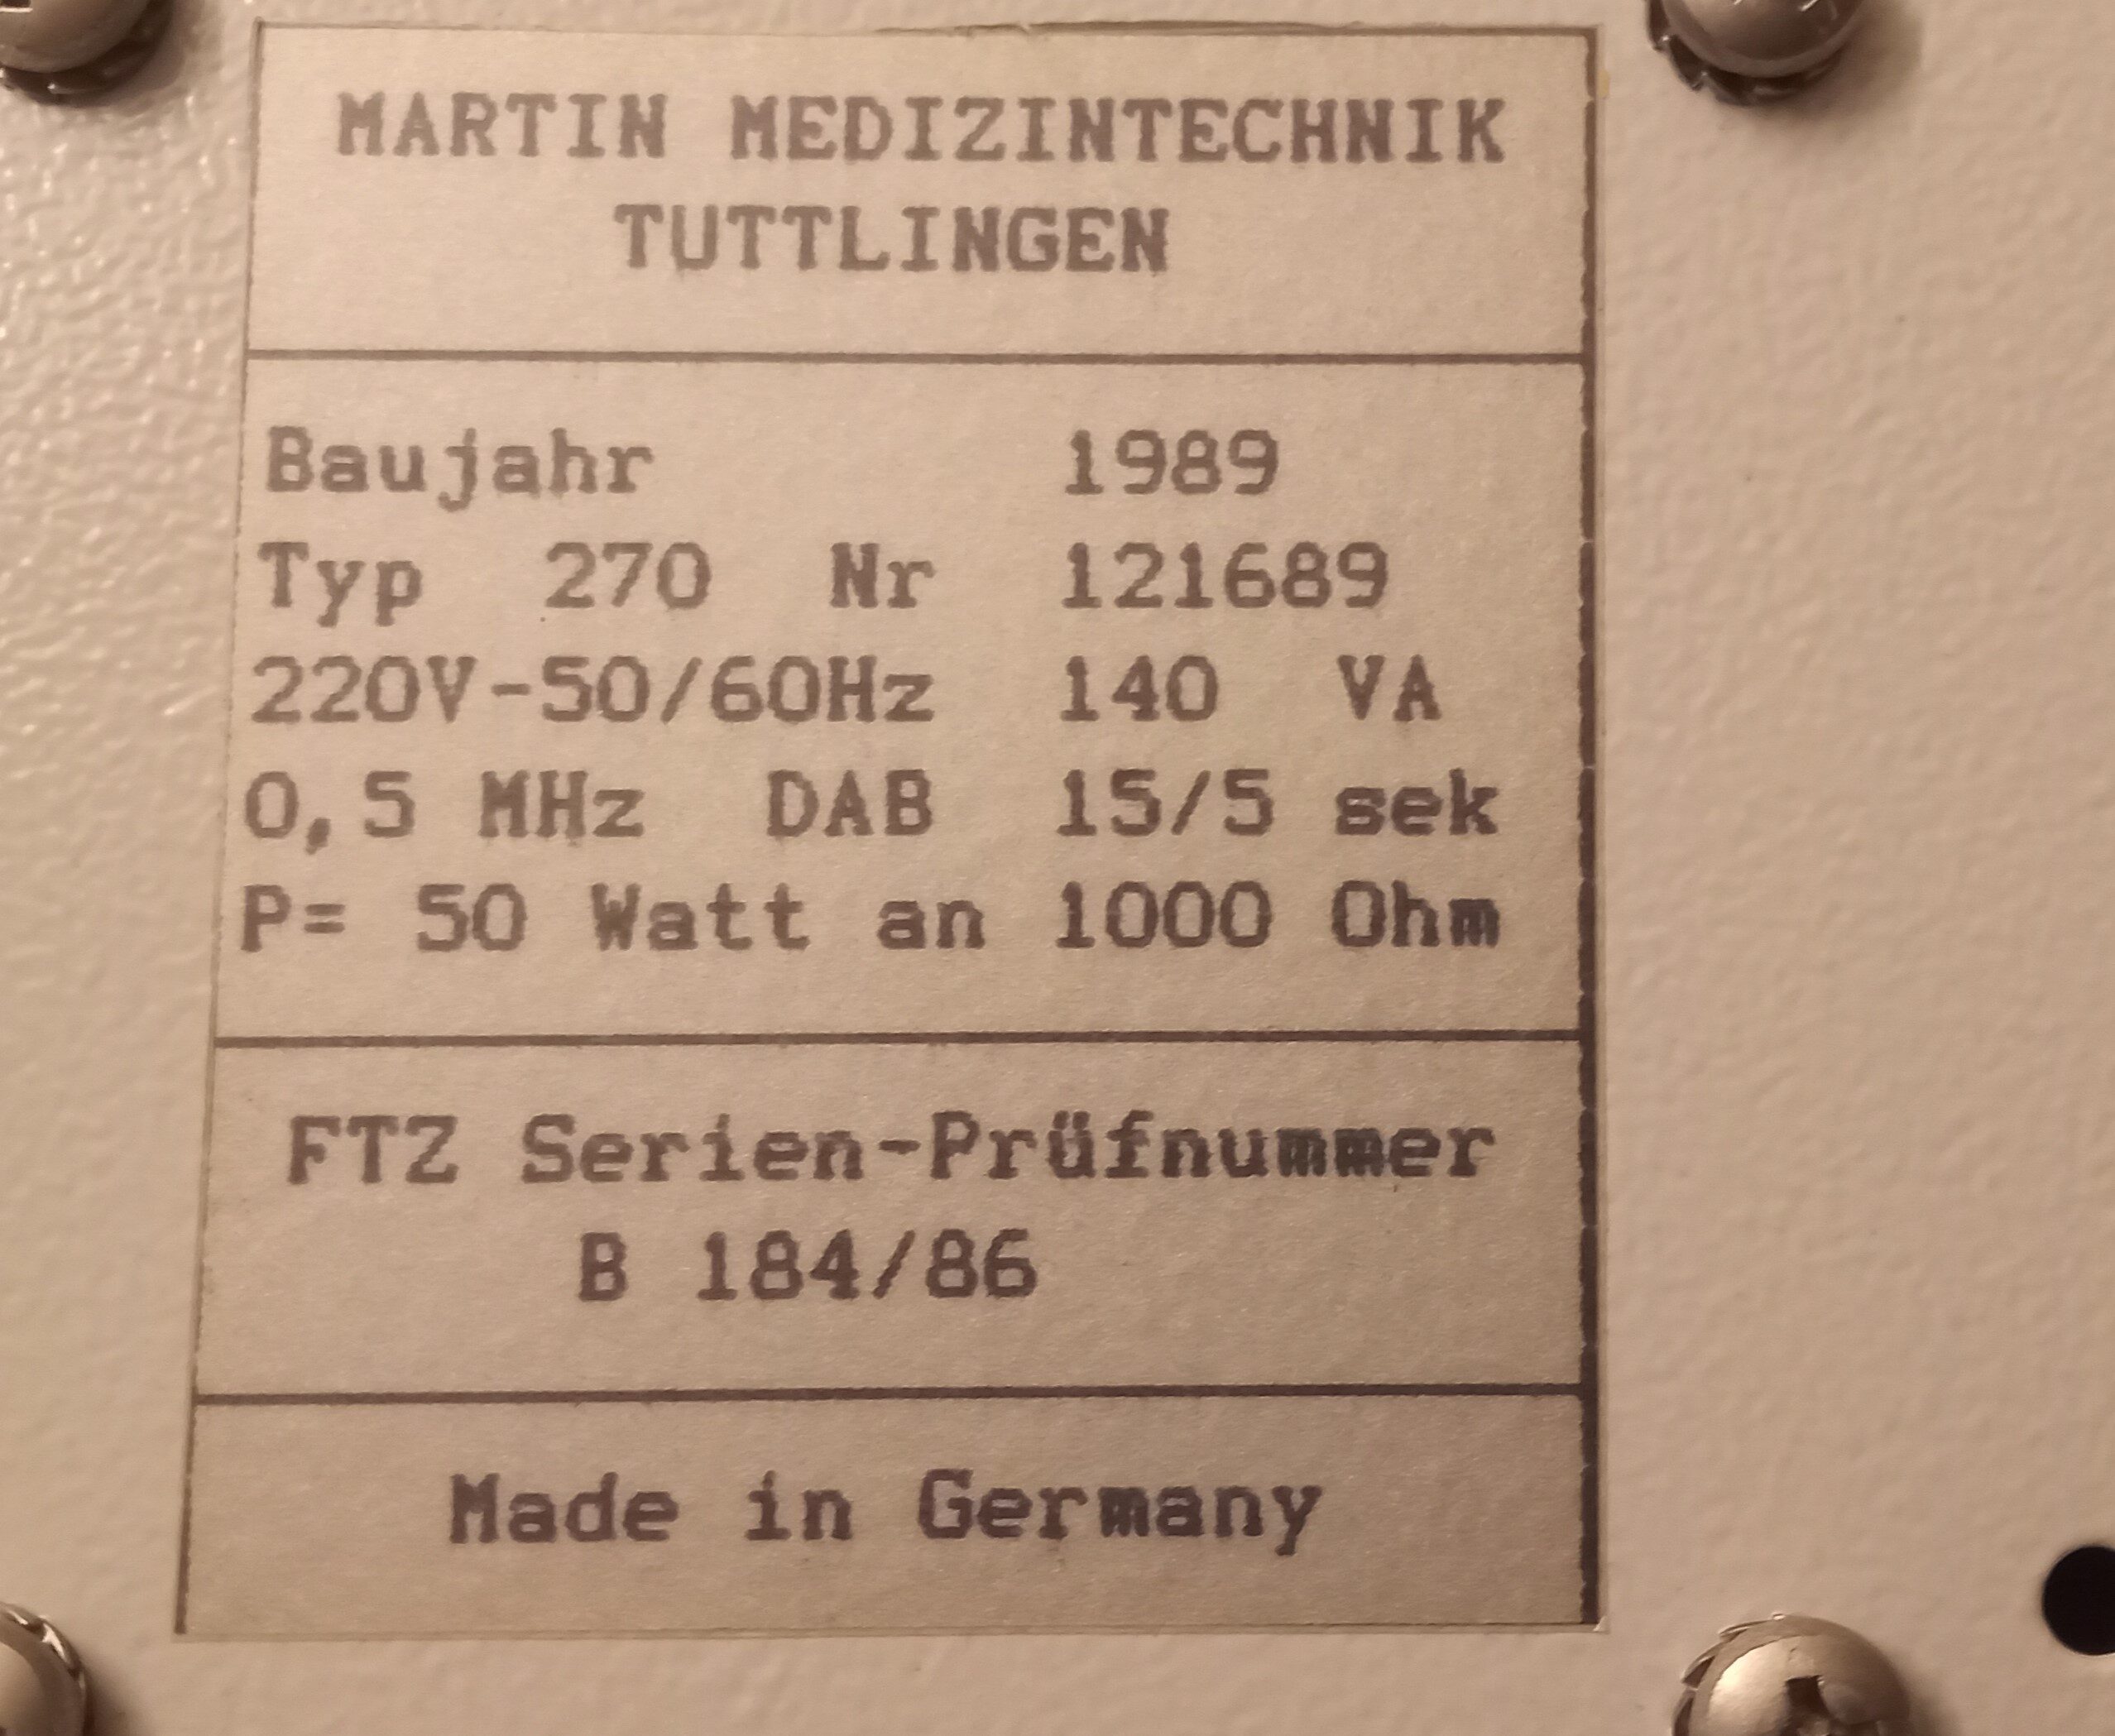 MARTIN MEDIZINTECHNIK
TUTTLINGEN
Baujahr 1989
Typ 270 Nr 121689
220V-50/60Hz 140 VA
0,5 MHz DAB 15/5 sek
P= 50 Watt an 1000 Ohm
FTZ Serien-Prüfnummer
B 184/86
Made in Germany